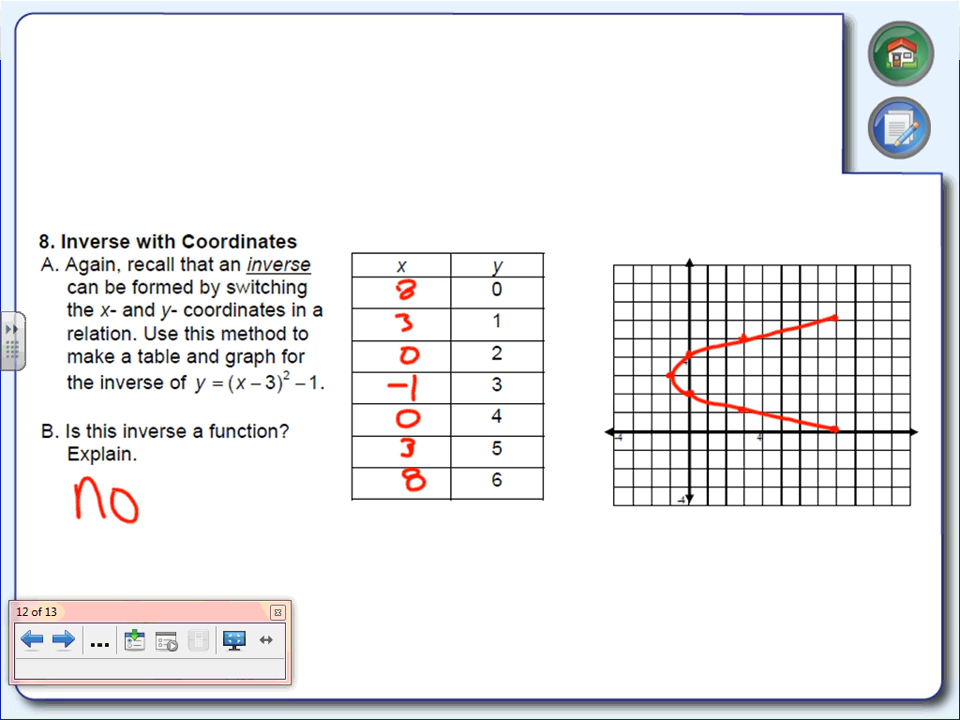 8. Inverse with Coordinates
A. Again, recall that an inverse
can be formed by switching
the x- and y- coordinates in a
relation. Use this method to
make a table and graph for
the inverse of y = (x – 3)² – 1.
B. Is this inverse a function?
Explain.
no
x y
8 0
3 1
0 2
-1 3
0 4
3 5
8 6
4
-4 4
-4
12 of 13
...